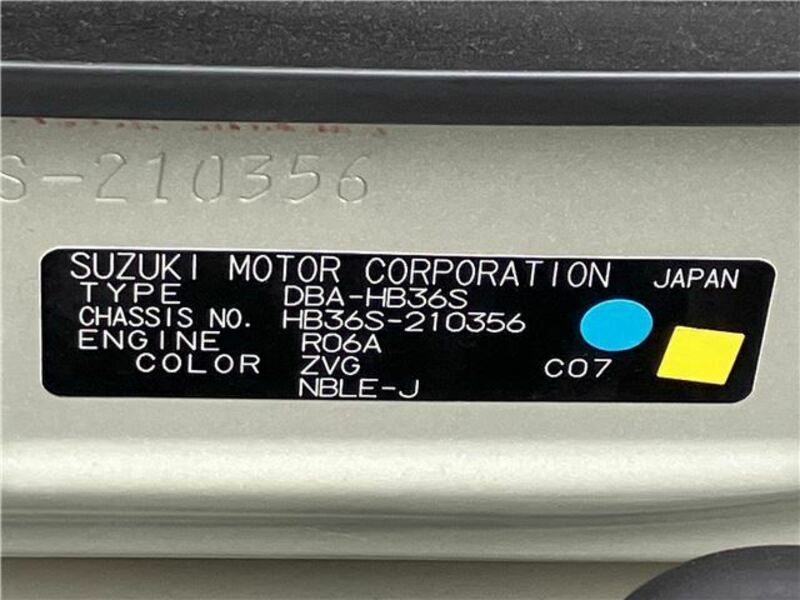 S-210356
SUZUKI MOTOR CORPORATION JAPAN
TYPE DBA-HB36S
CHASSIS NO. HB36S-210356
ENGINE R06A
COLOR ZVG C07
NBLE-J